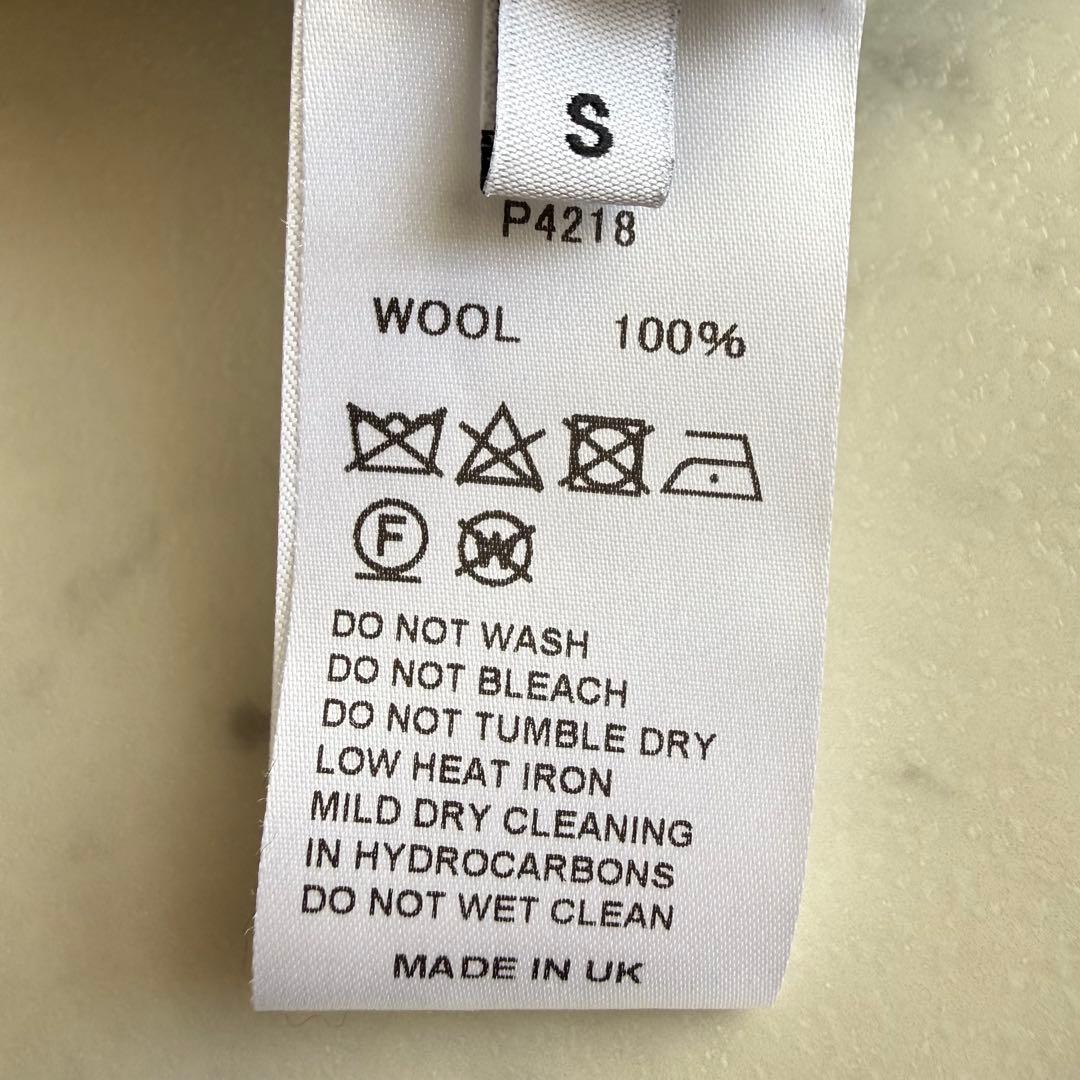 S
P4218
WOOL 100%
F W
DO NOT WASH
DO NOT BLEACH
DO NOT TUMBLE DRY
LOW HEAT IRON
MILD DRY CLEANING
IN HYDROCARBONS
DO NOT WET CLEAN
MADE IN UK